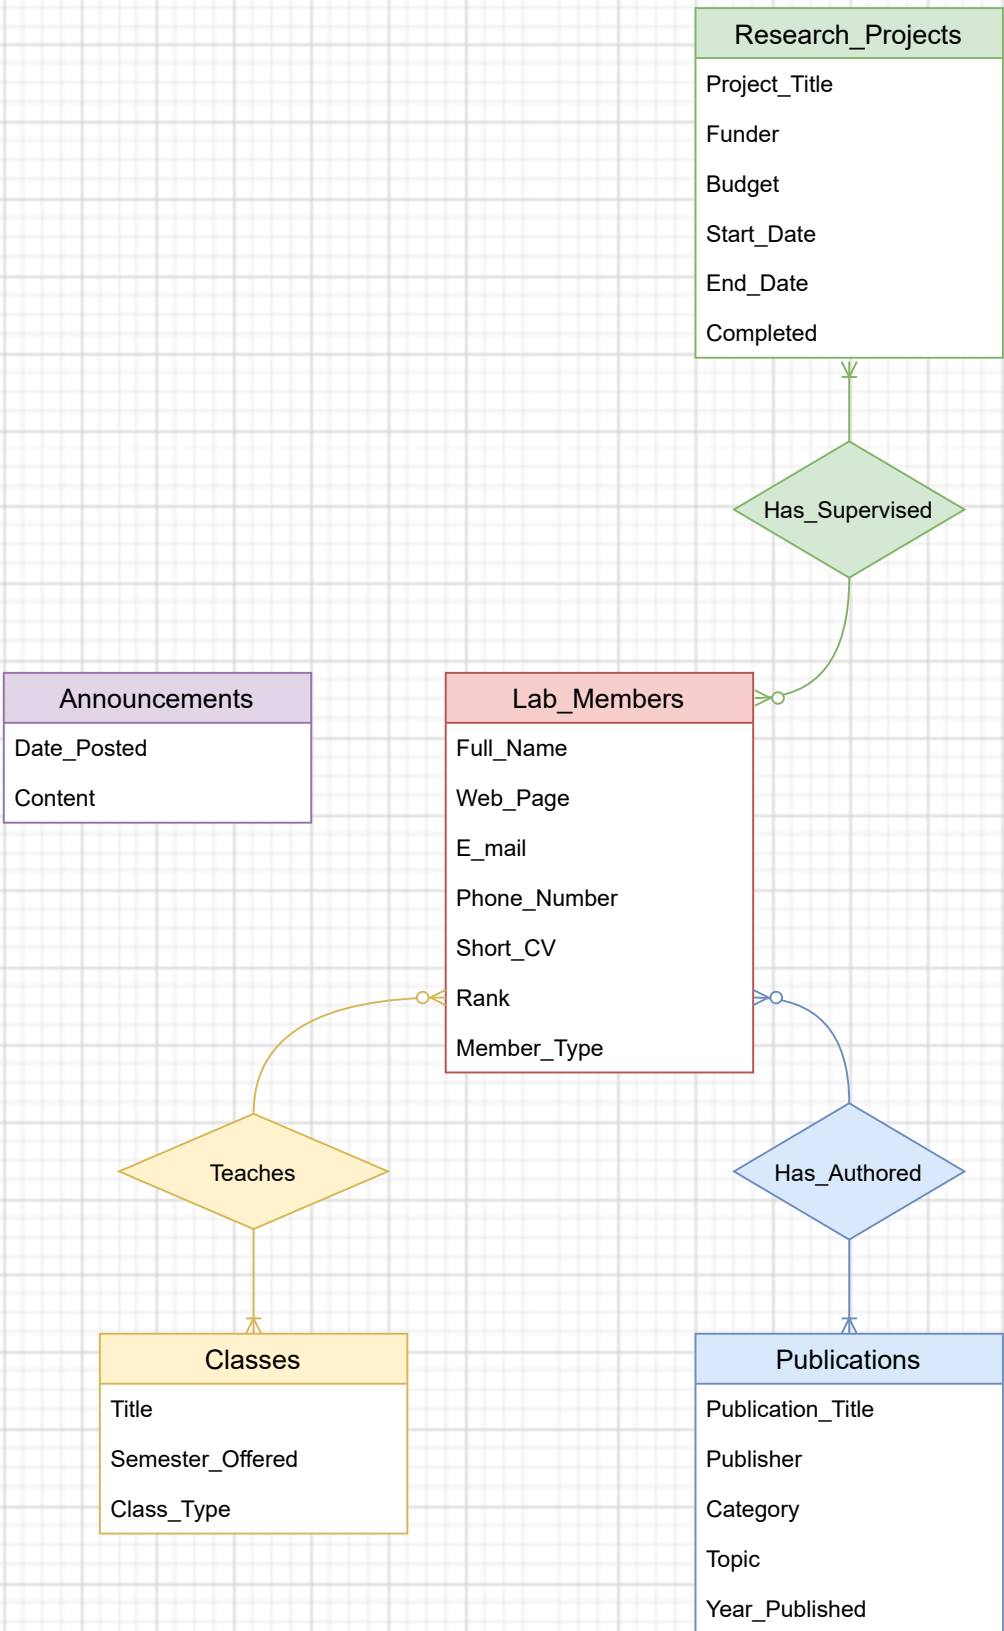 Research_Projects
Project_Title
Funder
Budget
Start_Date
End_Date
Completed
Has_Supervised
Announcements
Date_Posted
Content
Lab_Members
Full_Name
Web_Page
E_mail
Phone_Number
Short_CV
Rank
Member_Type
Teaches
Has_Authored
Classes
Title
Semester_Offered
Class_Type
Publications
Publication_Title
Publisher
Category
Topic
Year_Published